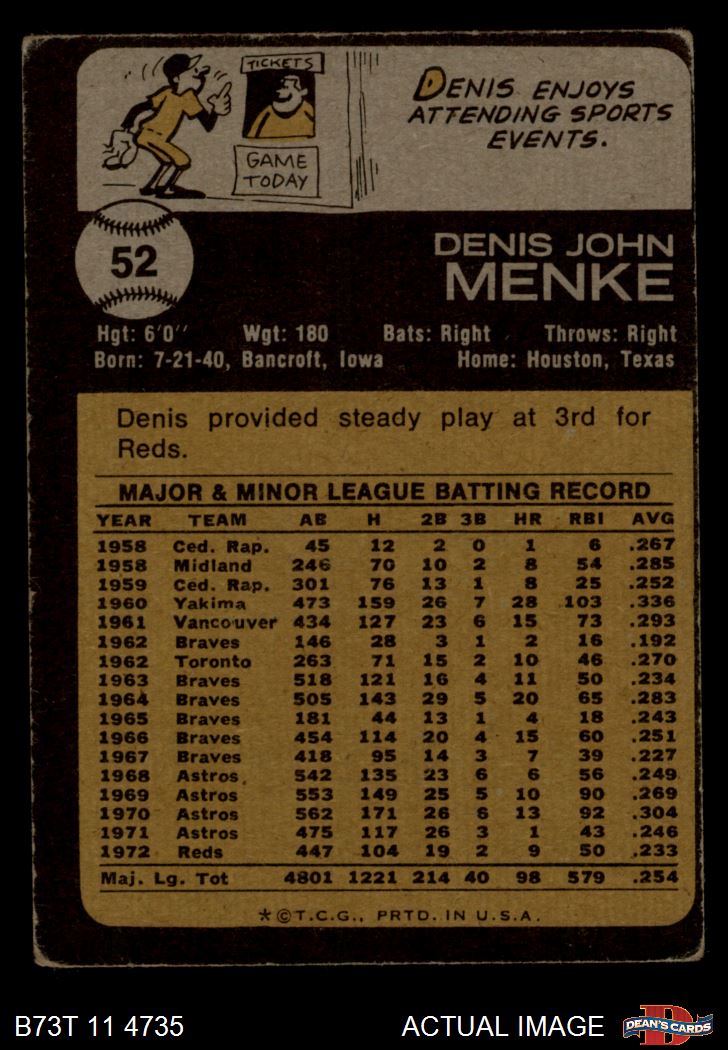 TICKETS
GAME
TODAY
DENIS ENJOYS
ATTENDING SPORTS
EVENTS.
52
DENIS JOHN
MENKE
Hgt: 6'0" Wgt: 180 Bats: Right Throws: Right
Born: 7-21-40, Bancroft, Iowa Home: Houston, Texas
Denis provided steady play at 3rd for
Reds.
MAJOR & MINOR LEAGUE BATTING RECORD
YEAR TEAM AB H 2B 3B HR RBI AVG
1958 Ced. Rap. 45 12 2 0 1 6 .267
1958 Midland 246 70 10 2 8 54 .285
1959 Ced. Rap. 301 76 13 1 8 25 .252
1960 Yakima 473 159 26 7 28 103 .336
1961 Vancouver 434 127 23 6 15 73 .293
1962 Braves 146 28 3 1 2 16 .192
1962 Toronto 263 71 15 2 10 46 .270
1963 Braves 518 121 16 4 11 50 .234
1964 Braves 505 143 29 5 20 65 .283
1965 Braves 181 44 13 1 4 18 .243
1966 Braves 454 114 20 4 15 60 .251
1967 Braves 418 95 14 3 7 39 .227
1968 Astros 542 135 23 6 6 56 .249
1969 Astros 553 149 25 5 10 90 .269
1970 Astros 562 171 26 6 13 92 .304
1971 Astros 475 117 26 3 1 43 .246
1972 Reds 447 104 19 2 9 50 .233
Maj. Lg. Tot 4801 1221 214 40 98 579 .254
*©T.C.G., PRTD. IN U.S.A.
B73T 11 4735 ACTUAL IMAGE DEAN'S CARDS